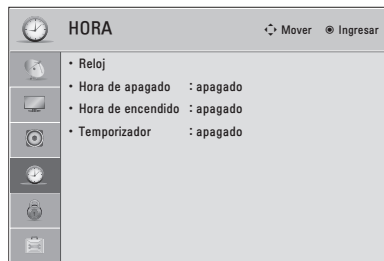 HORA Mover Ingresar
• Reloj
• Hora de apagado : apagado
• Hora de encendido : apagado
• Temporizador : apagado